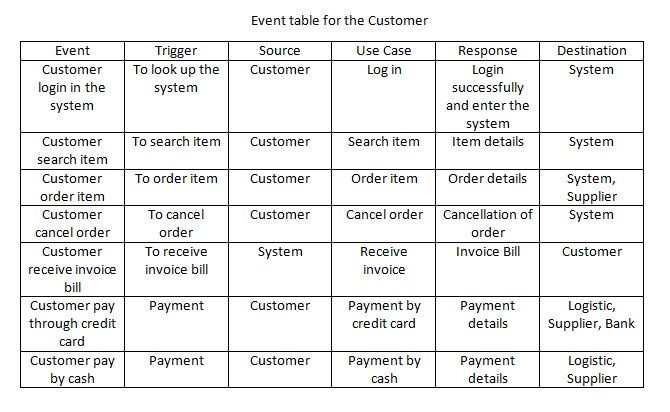 Event table for the Customer
Event Trigger Source Use Case Response Destination
Customer login in the system To look up the system Customer Log in Login successfully and enter the system System
Customer search item To search item Customer Search item Item details System
Customer order item To order item Customer Order item Order details System, Supplier
Customer cancel order To cancel order Customer Cancel order Cancellation of order System
Customer receive invoice bill To receive invoice bill System Receive invoice Invoice Bill Customer
Customer pay through credit card Payment Customer Payment by credit card Payment details Logistic, Supplier, Bank
Customer pay by cash Payment Customer Payment by cash Payment details Logistic, Supplier